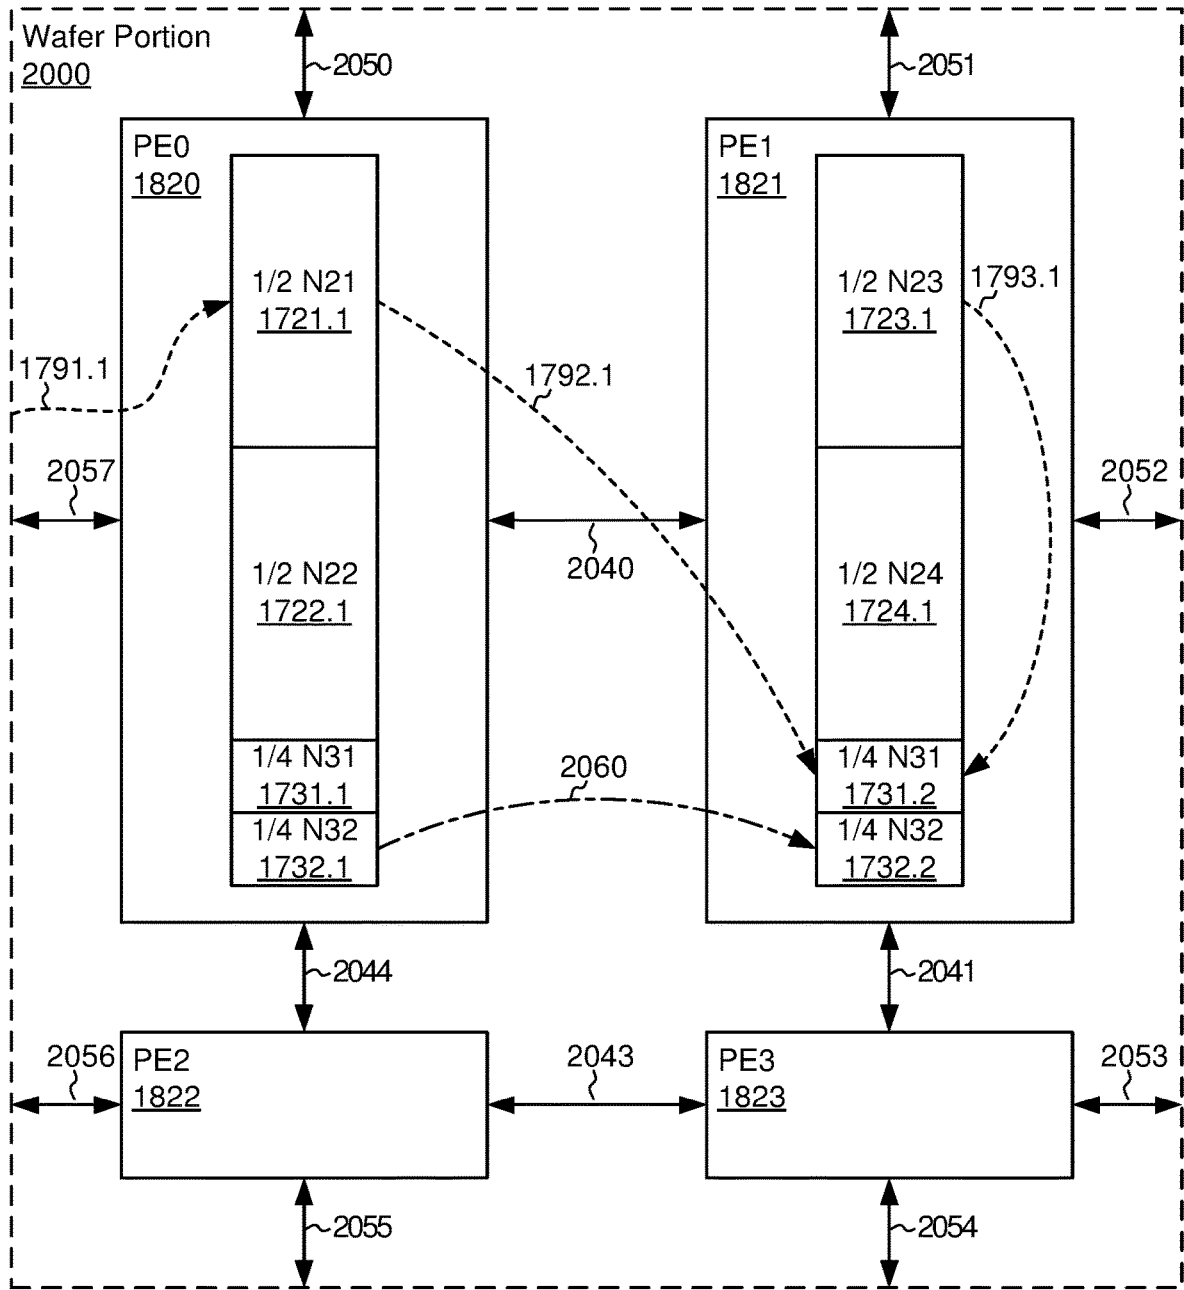 Wafer Portion
2000
2050
2051
PE0
1820
PE1
1821
1/2 N21
1721.1
1/2 N23
1723.1
1793.1
1791.1
1792.1
2057
2052
2040
1/2 N22
1722.1
1/2 N24
1724.1
1/4 N31
1731.1
2060
1/4 N31
1731.2
1/4 N32
1732.1
1/4 N32
1732.2
2044
2041
2056
PE2
1822
2043
PE3
1823
2053
2055
2054